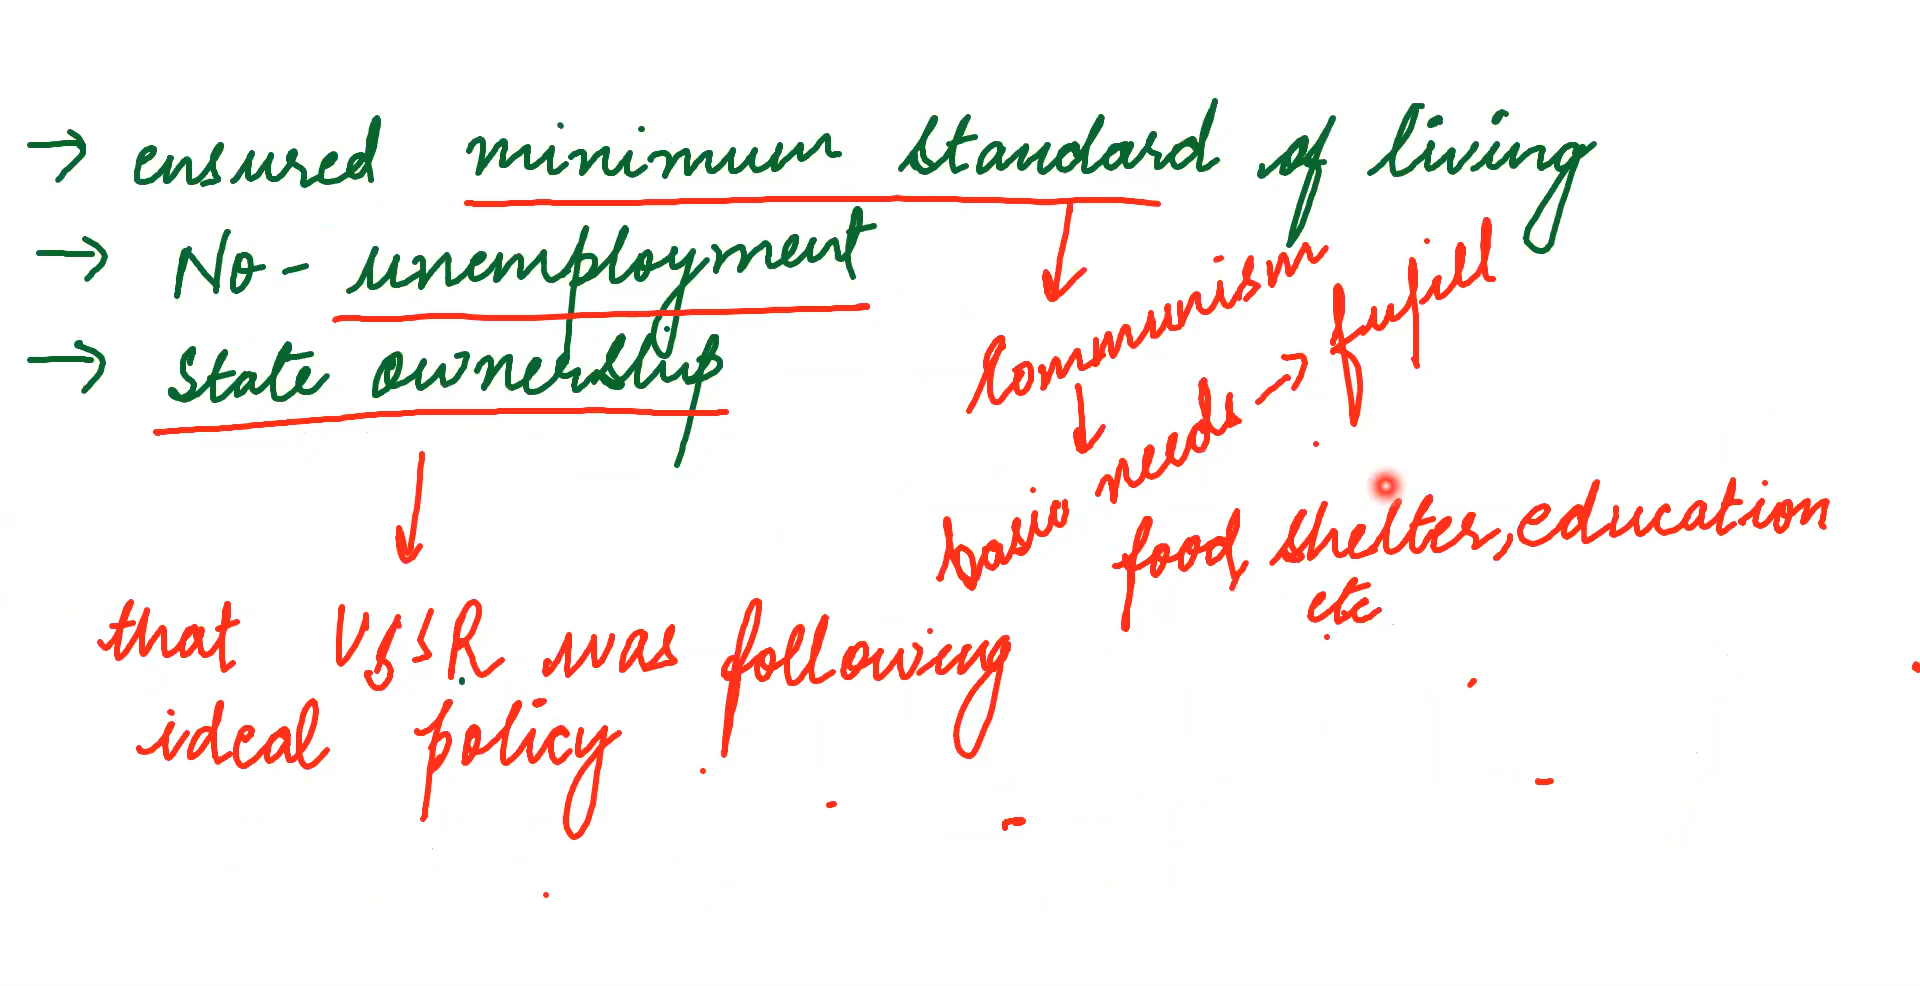 → ensured minimum standard of living
→ No- unemployment
→ State ownership
↓
Communism
↓
basic needs → fufill
food shelter, education
etc
↓
that USSR was following
ideal policy